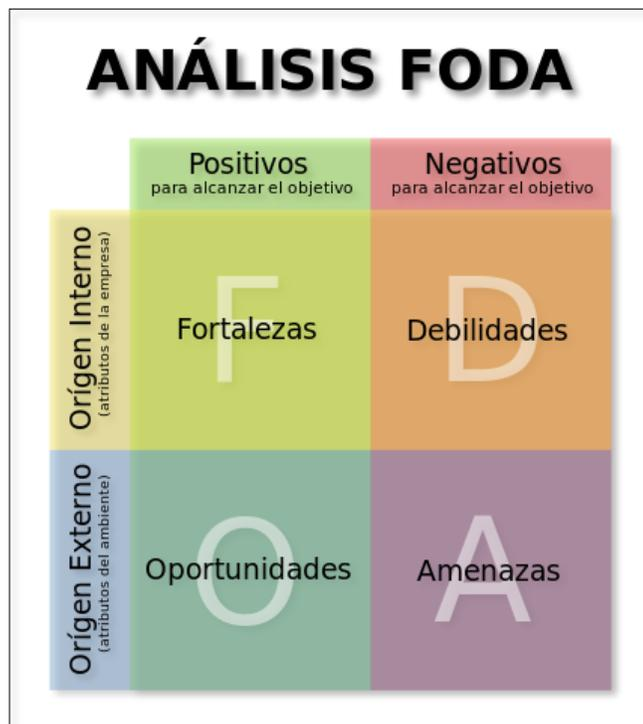 ANÁLISIS FODA
Positivos
para alcanzar el objetivo
Negativos
para alcanzar el objetivo
Orígen Interno
(atributos de la empresa)
F
Fortalezas
D
Debilidades
Orígen Externo
(atributos del ambiente)
O
Oportunidades
A
Amenazas